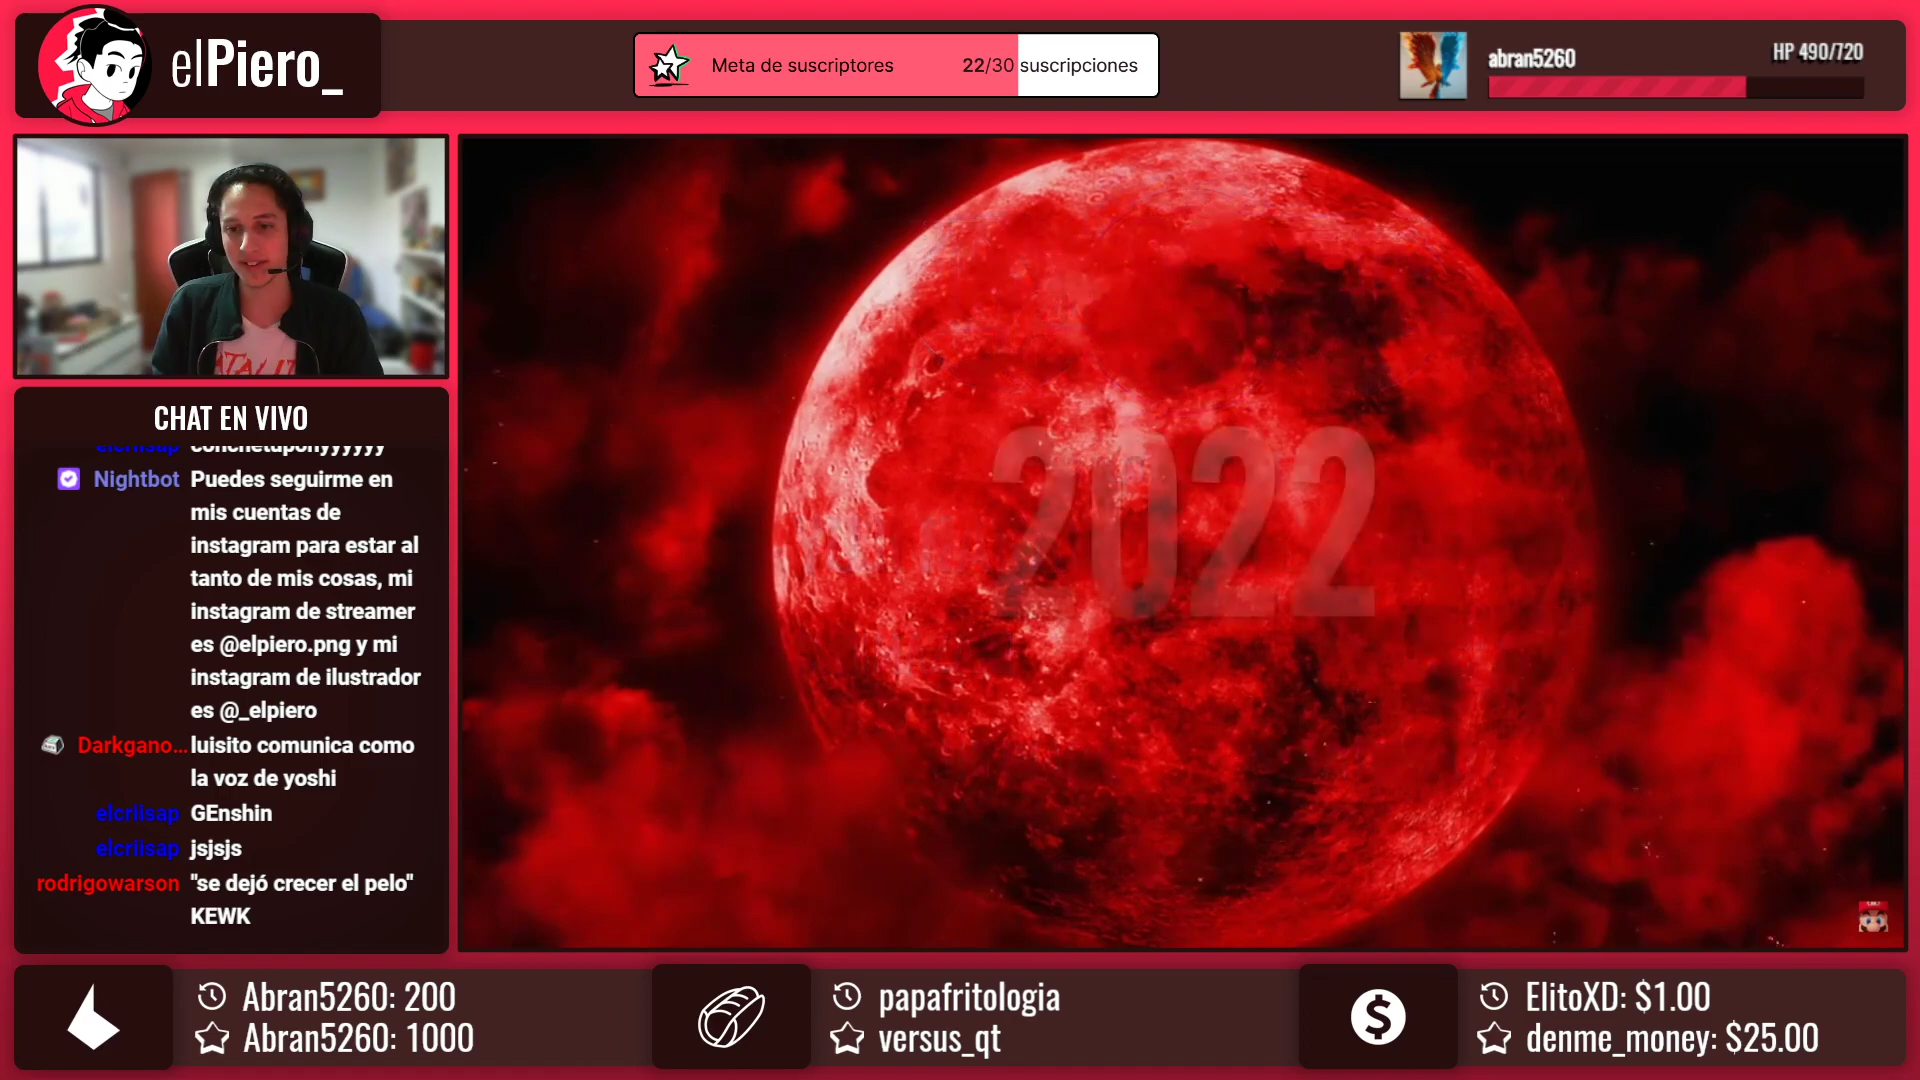 elPiero_
Meta de suscriptores 22/30 suscripciones
abran5260 HP 490/720
CHAT EN VIVO
elcriisap conchetuponyyyyyy
Nightbot Puedes seguirme en
mis cuentas de
instagram para estar al
tanto de mis cosas, mi
instagram de streamer
es @elpiero.png y mi
instagram de ilustrador
es @_elpiero
Darkgano... luisito comunica como
la voz de yoshi
elcriisap GEnshin
elcriisap jsjsjs
rodrigowarson "se dejó crecer el pelo"
KEWK
2022
Abran5260: 200
Abran5260: 1000
papafritologia
versus_qt
ElitoXD: $1.00
denme_money: $25.00